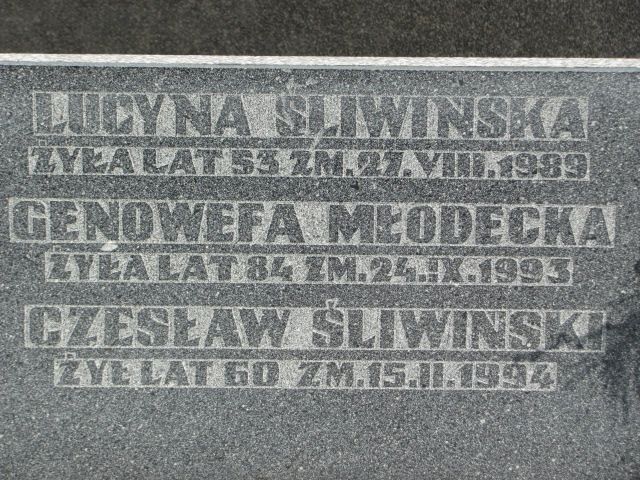 LUCYNA ŚLIWIŃSKA
ŻYŁA LAT 53 ZM. 27. VIII. 1989
GENOWEFA MŁODECKA
ŻYŁA LAT 84 ZM. 24. IX. 1993
CZESŁAW ŚLIWIŃSKI
ŻYŁ LAT 60 ZM. 15. II. 1994